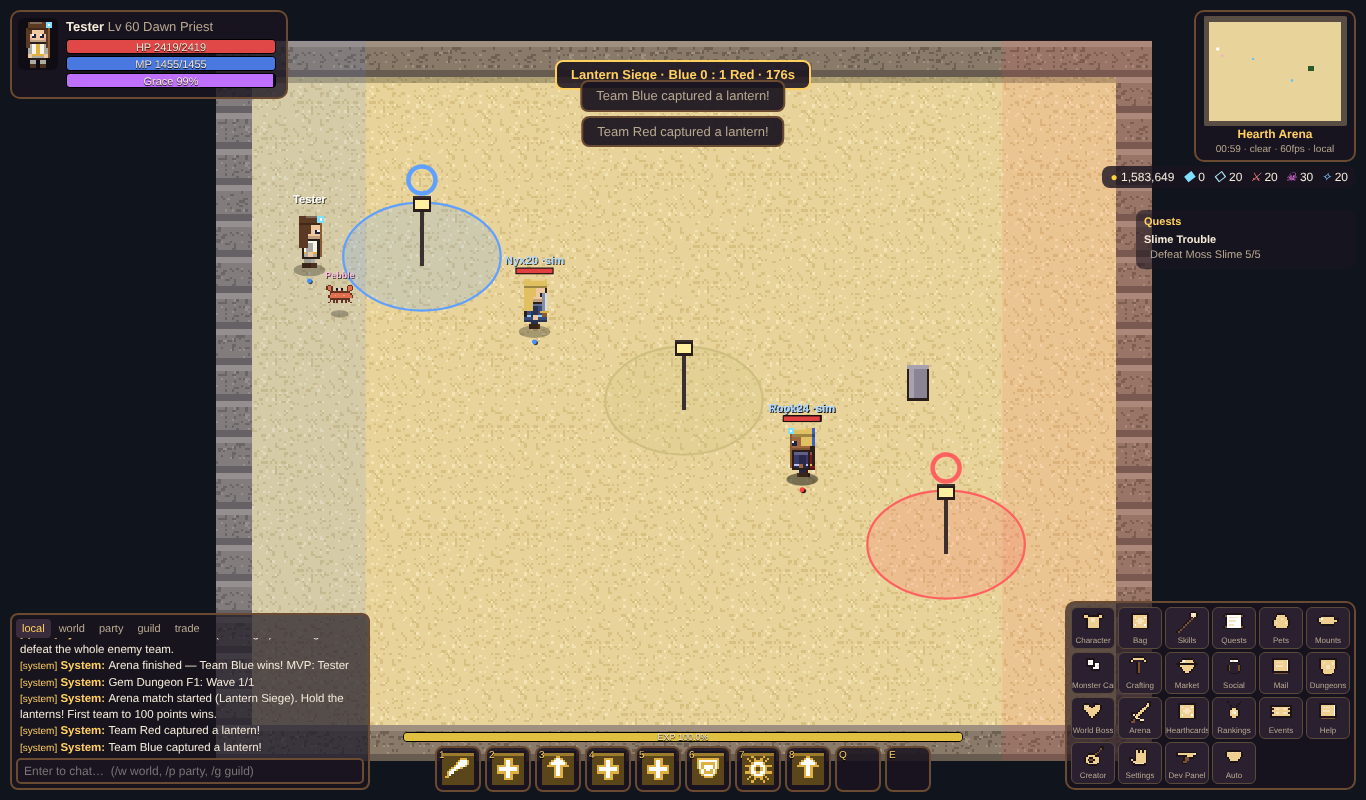 Tester Lv 60 Dawn Priest
HP 2419/2419
MP 1455/1455
Grace 99%
Lantern Siege · Blue 0 : 1 Red · 176s
Team Blue captured a lantern!
Team Red captured a lantern!
Hearth Arena
00:59 · clear · 60fps · local
1,583,649 0 20 20 30 20
Quests
Slime Trouble
Defeat Moss Slime 5/5
Tester
Pebble
Nyx20 ·sim
·sim
local world party guild trade
defeat the whole enemy team.
[system] System: Arena finished — Team Blue wins! MVP: Tester
[system] System: Gem Dungeon F1: Wave 1/1
[system] System: Arena match started (Lantern Siege). Hold the
lanterns! First team to 100 points wins.
[system] System: Team Red captured a lantern!
[system] System: Team Blue captured a lantern!
Enter to chat… (/w world, /p party, /g guild)
EXP 100.0%
1 2 3 4 5 6 7 8 Q E
Character Bag Skills Quests Pets Mounts
Monster Ca Crafting Market Social Mail Dungeons
World Boss Arena Hearthcards Rankings Events Help
Creator Settings Dev Panel Auto